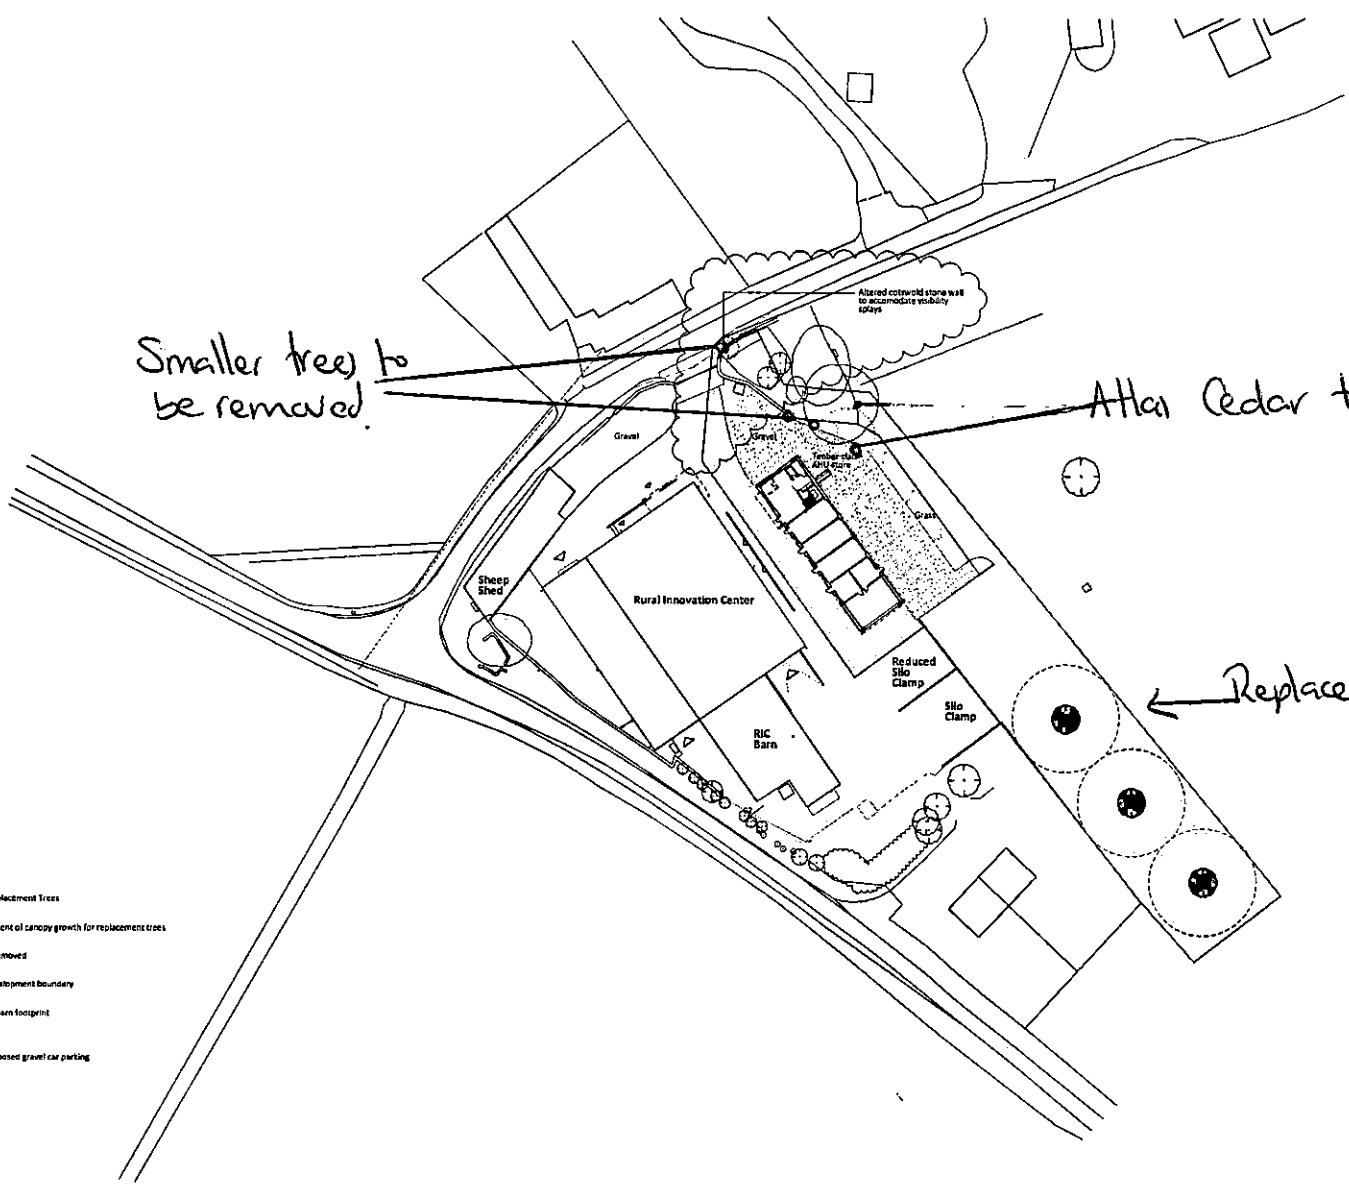 Altered cotswold stone wall
to accomodate visibility
splays
Smaller trees to
be removed.
Atlas Cedar t
Gravel
Gravel
Timber clad
AHU store
Grass
Sheep
Shed
Rural Innovation Center
Reduced
Silo
Clamp
Silo
Clamp
RIC
Barn
Replace
lacement Trees
ent of canopy growth for replacement trees
moved
elopment boundary
arn footprint
posed gravel car parking